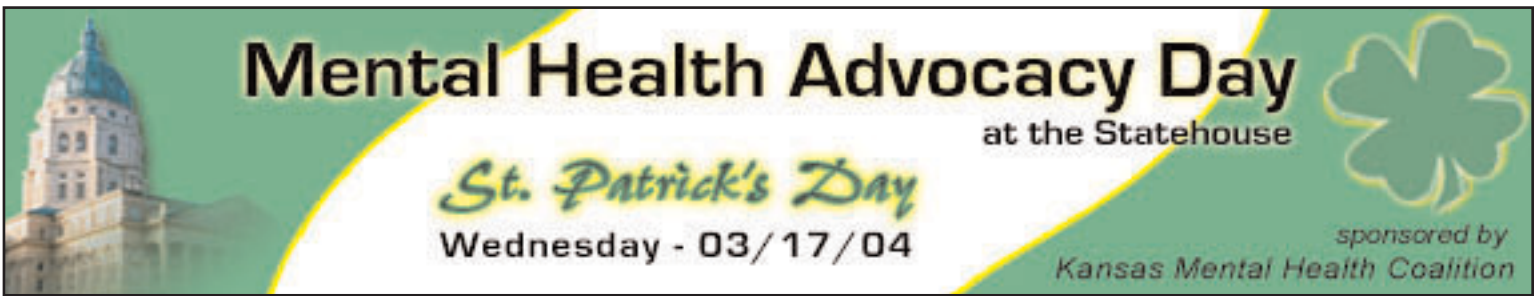 Mental Health Advocacy Day
at the Statehouse
St. Patrick's Day
Wednesday - 03/17/04
sponsored by
Kansas Mental Health Coalition